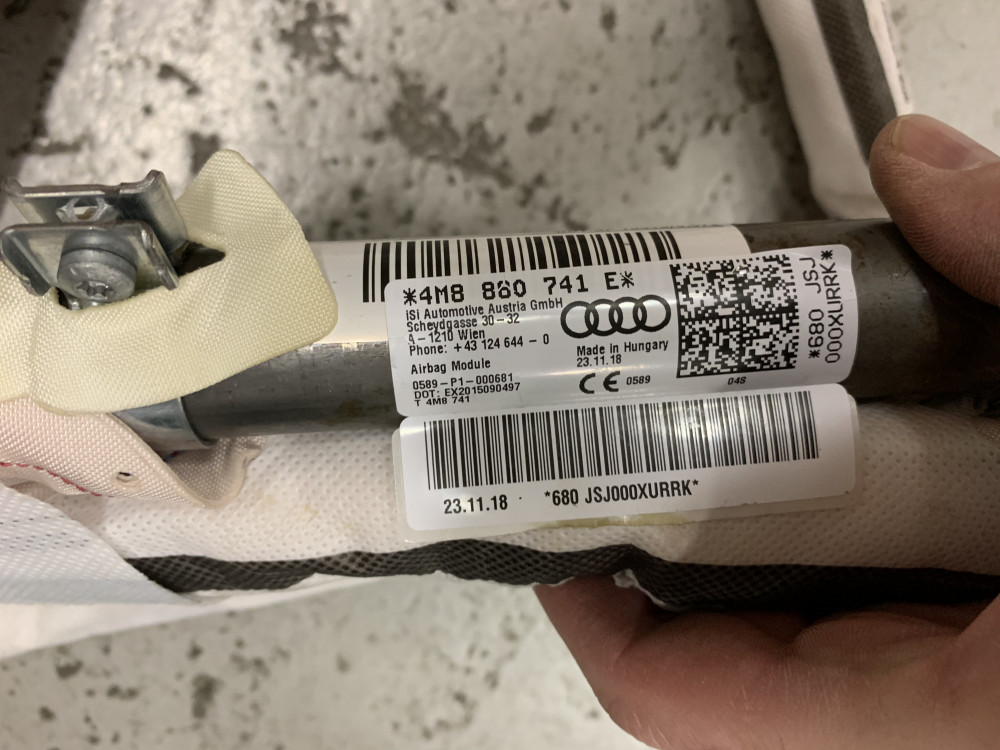 *4M8 880 741 E*
iSi Automotive Austria GmbH
Scheydgasse 30-32
A - 1210 Wien
Phone: +43 124 644 - 0
Made in Hungary
23.11.18
Airbag Module
0589-P1-000681
DOT: EX2015090497
T 4M8 741
CE 0589
04S
*680 JSJ
000XURRK*
23.11.18 *680 JSJ000XURRK*